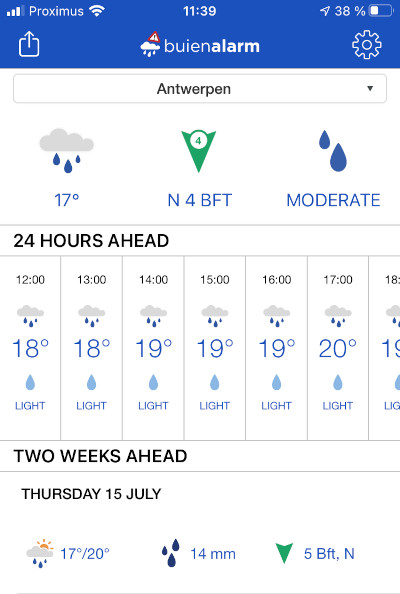 Proximus 11:39 38 %
buienalarm
Antwerpen
4
17° N 4 BFT MODERATE
24 HOURS AHEAD
12:00 13:00 14:00 15:00 16:00 17:00 18:
18° 18° 19° 19° 19° 20° 19
LIGHT LIGHT LIGHT LIGHT LIGHT LIGHT LIG
TWO WEEKS AHEAD
THURSDAY 15 JULY
17°/20° 14 mm 5 Bft, N